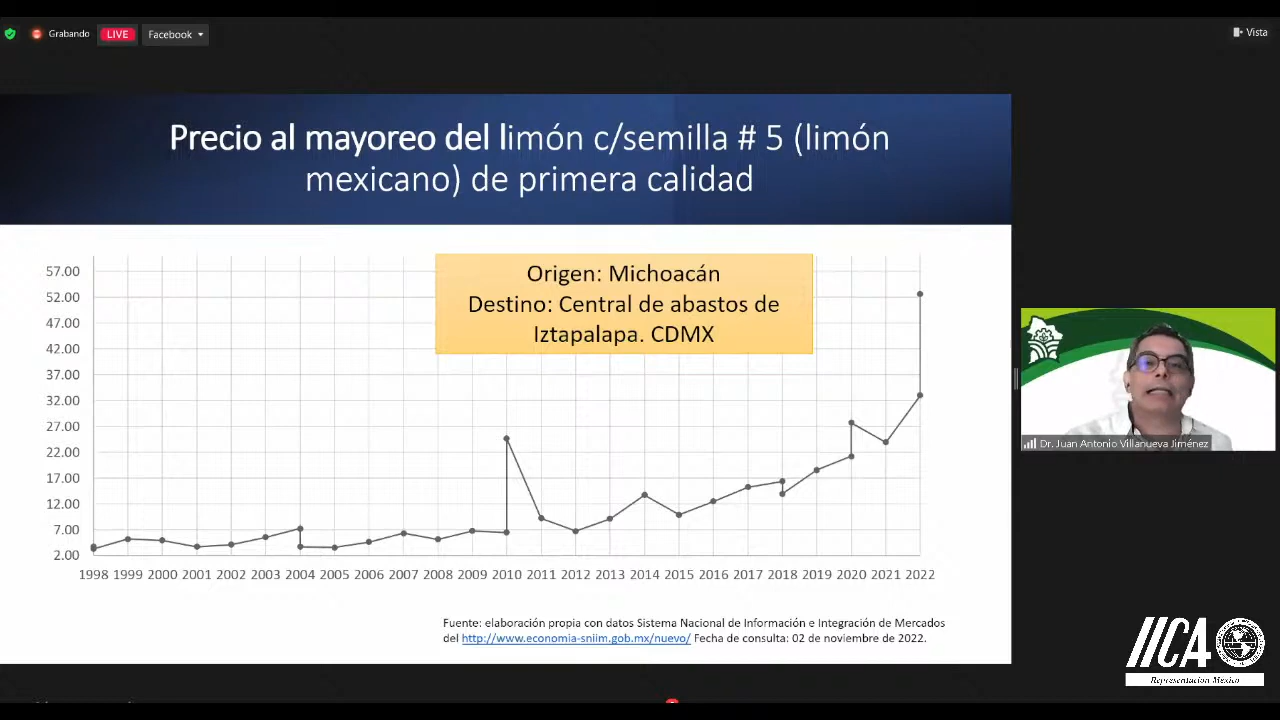 Grabando LIVE Facebook
Vista
Precio al mayoreo del limón c/semilla # 5 (limón
mexicano) de primera calidad
Origen: Michoacán
Destino: Central de abastos de
Iztapalapa. CDMX
57.00
52.00
47.00
42.00
37.00
32.00
27.00
22.00
17.00
12.00
7.00
2.00
1998 1999 2000 2001 2002 2003 2004 2005 2006 2007 2008 2009 2010 2011 2012 2013 2014 2015 2016 2017 2018 2019 2020 2021 2022
Fuente: elaboración propia con datos Sistema Nacional de Información e Integración de Mercados
del http://www.economia-sniim.gob.mx/nuevo/ Fecha de consulta: 02 de noviembre de 2022.
Dr. Juan Antonio Villanueva Jiménez
IICA
Representación México